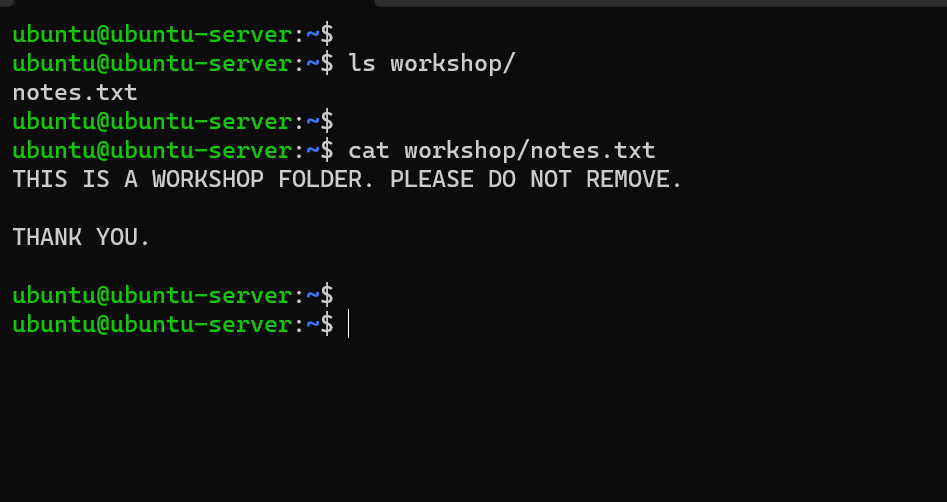 ubuntu@ubuntu-server:~$
ubuntu@ubuntu-server:~$ ls workshop/
notes.txt
ubuntu@ubuntu-server:~$
ubuntu@ubuntu-server:~$ cat workshop/notes.txt
THIS IS A WORKSHOP FOLDER. PLEASE DO NOT REMOVE.
THANK YOU.
ubuntu@ubuntu-server:~$
ubuntu@ubuntu-server:~$